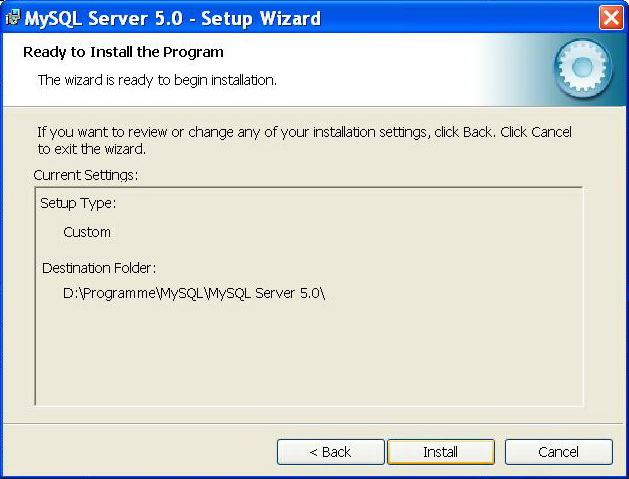 MySQL Server 5.0 - Setup Wizard
Ready to Install the Program
The wizard is ready to begin installation.
If you want to review or change any of your installation settings, click Back. Click Cancel
to exit the wizard.
Current Settings:
Setup Type:
Custom
Destination Folder:
D:\Programme\MySQL\MySQL Server 5.0\
< Back
Install
Cancel